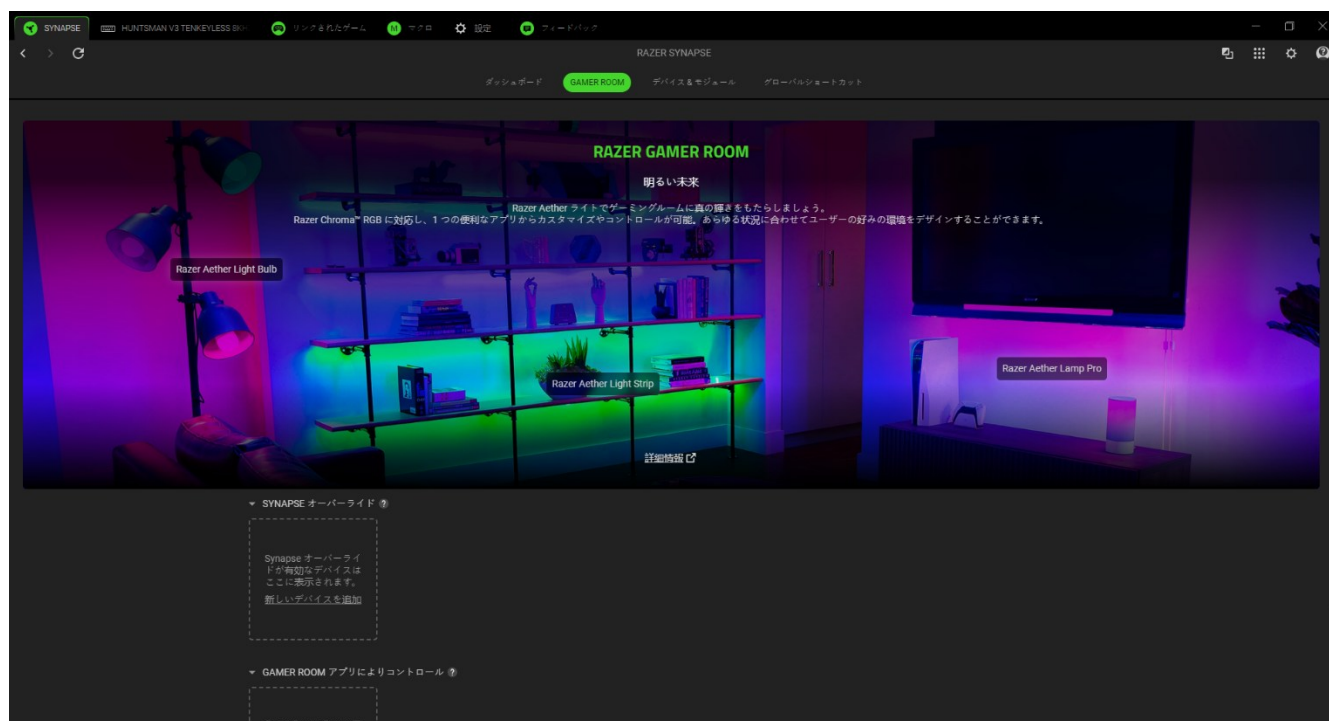 SYNAPSE
HUNTSMAN V3 TENKEYLESS 8KH
リンクされたゲーム
マクロ
設定
フィードバック
RAZER SYNAPSE
ダッシュボード
GAMER ROOM
デバイス＆モジュール
グローバルショートカット
RAZER GAMER ROOM
明るい未来
Razer Aether ライトでゲーミングルームに真の輝きをもたらしましょう。
Razer Chroma™ RGB に対応し、1 つの便利なアプリからカスタマイズやコントロールが可能。あらゆる状況に合わせてユーザーの好みの環境をデザインすることができます。
Razer Aether Light Bulb
Razer Aether Lamp Pro
Razer Aether Light Strip
詳細情報
SYNAPSE オーバーライド ?
Synapse オーバーライ
ドが有効なデバイスは
ここに表示されます。
新しいデバイスを追加
GAMER ROOM アプリによりコントロール ?